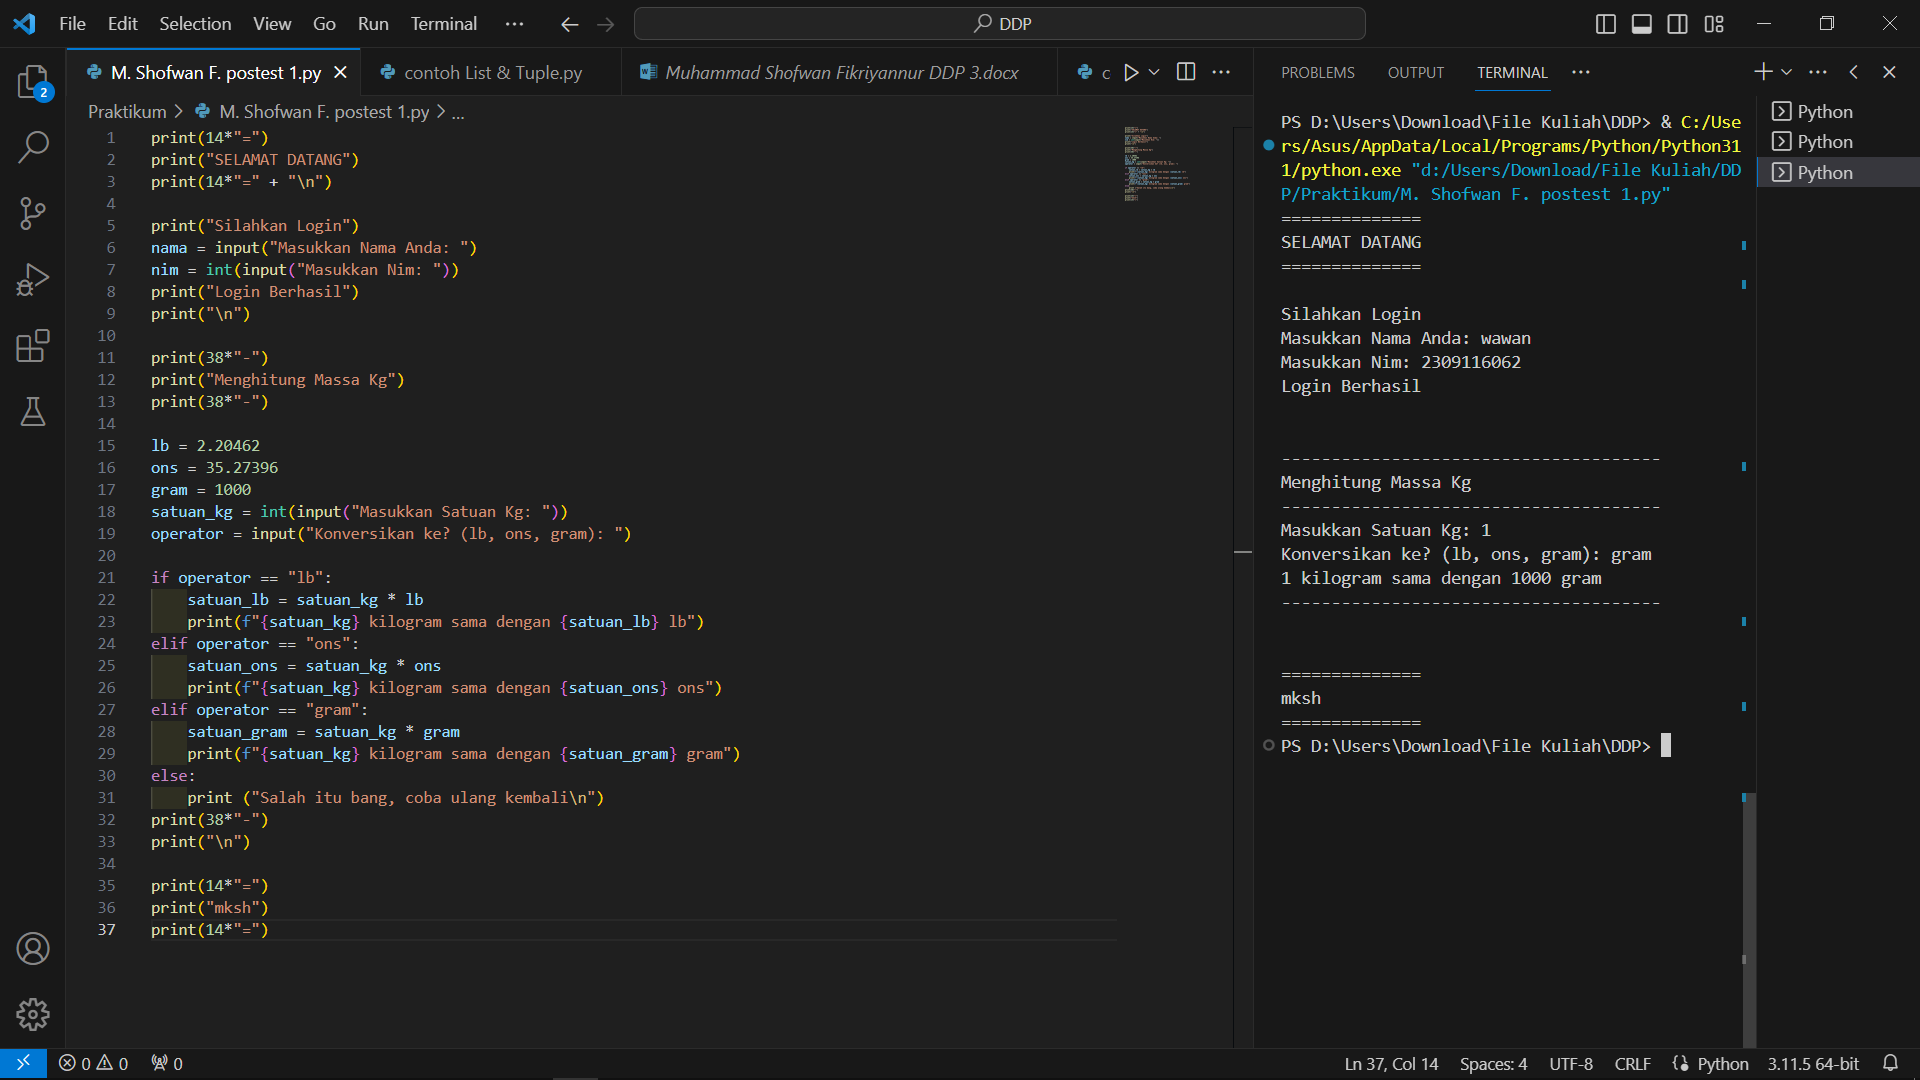 File Edit Selection View Go Run Terminal ··· DDP
M. Shofwan F. postest 1.py contoh List & Tuple.py Muhammad Shofwan Fikriyannur DDP 3.docx c
Praktikum > M. Shofwan F. postest 1.py > ...
1 print(14*"=")
2 print("SELAMAT DATANG")
3 print(14*"=" + "\n")
4
5 print("Silahkan Login")
6 nama = input("Masukkan Nama Anda: ")
7 nim = int(input("Masukkan Nim: "))
8 print("Login Berhasil")
9 print("\n")
10
11 print(38*"-")
12 print("Menghitung Massa Kg")
13 print(38*"-")
14
15 lb = 2.20462
16 ons = 35.27396
17 gram = 1000
18 satuan_kg = int(input("Masukkan Satuan Kg: "))
19 operator = input("Konversikan ke? (lb, ons, gram): ")
20
21 if operator == "lb":
22     satuan_lb = satuan_kg * lb
23     print(f"{satuan_kg} kilogram sama dengan {satuan_lb} lb")
24 elif operator == "ons":
25     satuan_ons = satuan_kg * ons
26     print(f"{satuan_kg} kilogram sama dengan {satuan_ons} ons")
27 elif operator == "gram":
28     satuan_gram = satuan_kg * gram
29     print(f"{satuan_kg} kilogram sama dengan {satuan_gram} gram")
30 else:
31     print ("Salah itu bang, coba ulang kembali\n")
32 print(38*"-")
33 print("\n")
34
35 print(14*"=")
36 print("mksh")
37 print(14*"=")
PROBLEMS OUTPUT TERMINAL ···
PS D:\Users\Download\File Kuliah\DDP> & C:/Use
rs/Asus/AppData/Local/Programs/Python/Python31
1/python.exe "d:/Users/Download/File Kuliah/DD
P/Praktikum/M. Shofwan F. postest 1.py"
==============
SELAMAT DATANG
==============
Silahkan Login
Masukkan Nama Anda: wawan
Masukkan Nim: 2309116062
Login Berhasil
--------------------------------------
Menghitung Massa Kg
--------------------------------------
Masukkan Satuan Kg: 1
Konversikan ke? (lb, ons, gram): gram
1 kilogram sama dengan 1000 gram
--------------------------------------
==============
mksh
==============
PS D:\Users\Download\File Kuliah\DDP>
Python
Python
Python
2
0 0 0 Ln 37, Col 14 Spaces: 4 UTF-8 CRLF Python 3.11.5 64-bit